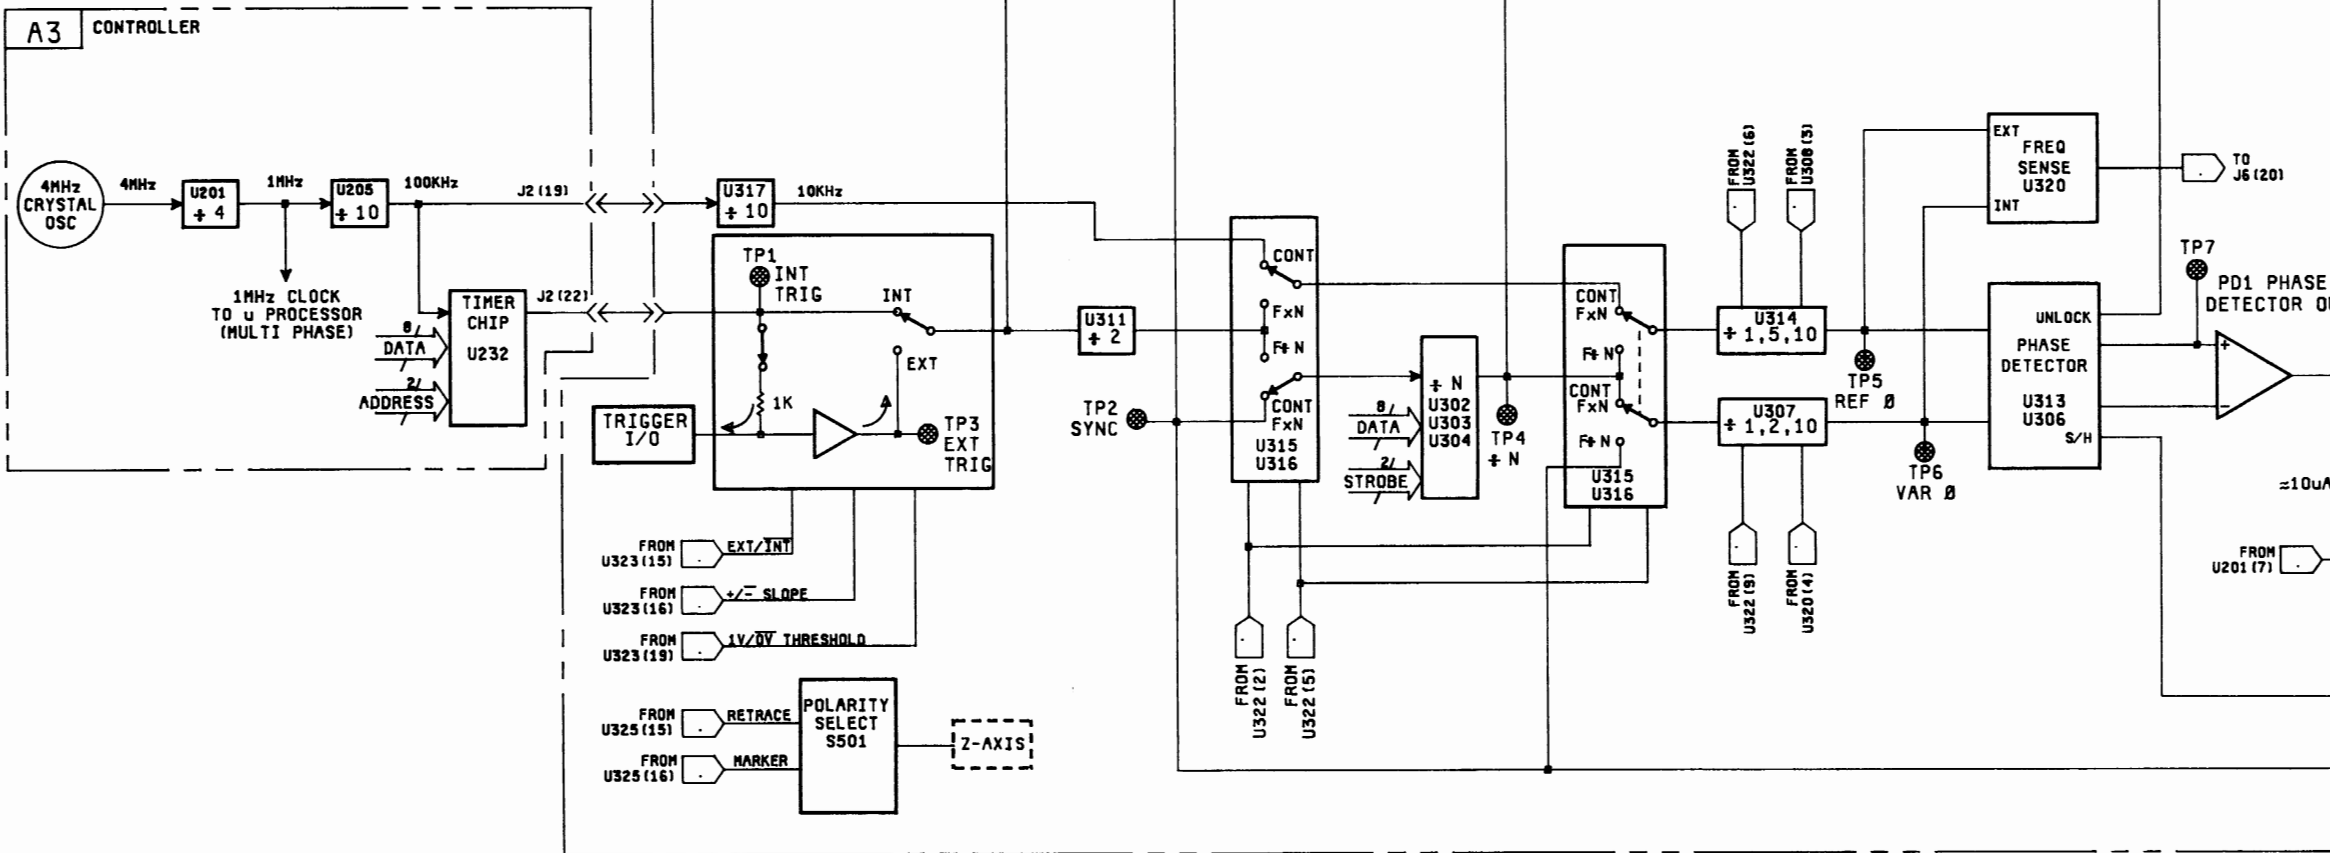 A3 CONTROLLER
4MHz
CRYSTAL
OSC
4MHz
U201
÷ 4
1MHz
U205
÷ 10
100KHz
J2(19)
1MHz CLOCK
TO u PROCESSOR
(MULTI PHASE)
TIMER
CHIP
U232
8/
DATA
2/
ADDRESS
J2(22)
U317
÷ 10
10KHz
TP1
INT
TRIG
INT
EXT
1K
TRIGGER
I/O
TP3
EXT
TRIG
FROM
U323(15)
EXT/INT
FROM
U323(16)
+/- SLOPE
FROM
U323(19)
1V/0V THRESHOLD
FROM
U325(15)
RETRACE
FROM
U325(16)
MARKER
POLARITY
SELECT
S501
Z-AXIS
U311
÷ 2
TP2
SYNC
CONT
FxN
F÷N
CONT
FxN
U315
U316
FROM
U322(2)
FROM
U322(5)
8/
DATA
2/
STROBE
÷ N
U302
U303
U304
TP4
÷ N
CONT
FxN
F÷N
CONT
FxN
F÷N
U315
U316
FROM
U322(6)
FROM
U308(3)
U314
÷ 1,5,10
U307
÷ 1,2,10
FROM
U322(9)
FROM
U320(4)
TP5
REF Ø
TP6
VAR Ø
EXT
FREQ
SENSE
U320
INT
TO
J6(20)
UNLOCK
PHASE
DETECTOR
U313
U306
S/H
TP7
PD1 PHASE
DETECTOR OU
+
−
≈10uA
FROM
U201(7)